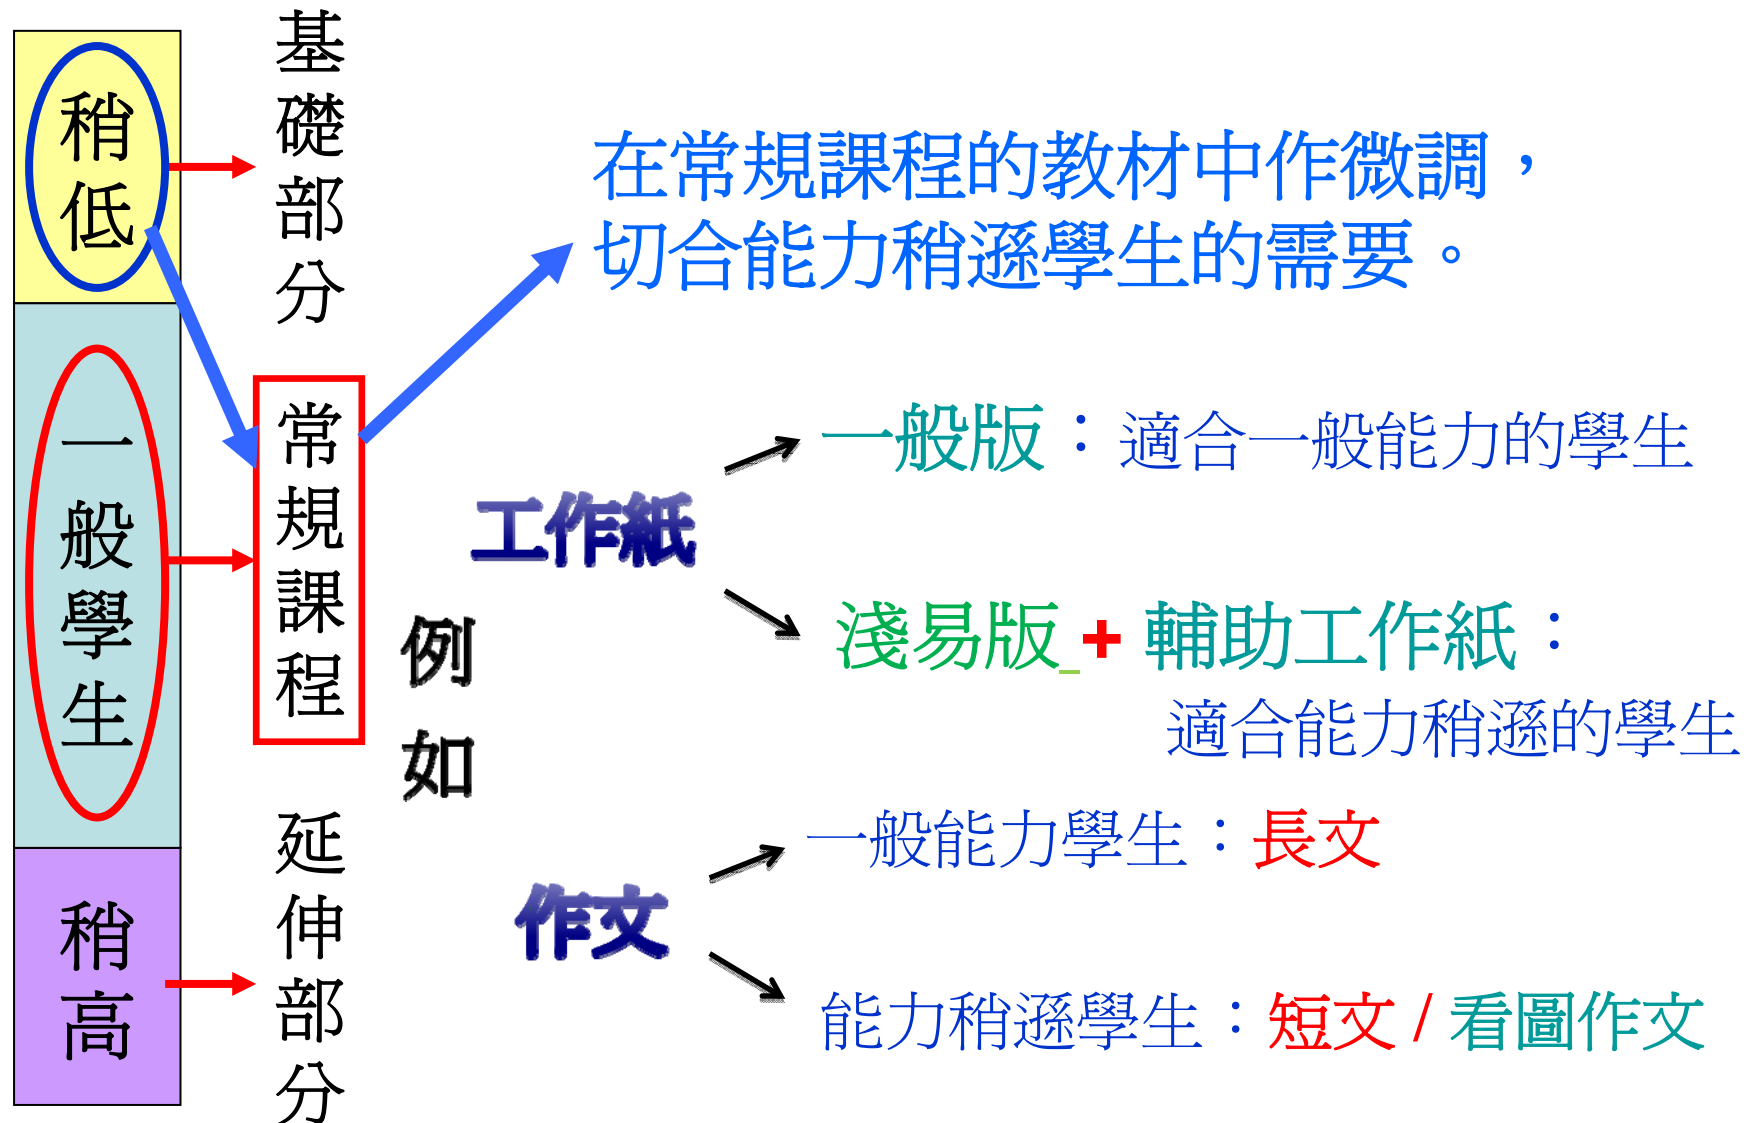 稍低
一般學生
稍高
基礎部分
常規課程
延伸部分
在常規課程的教材中作微調，
切合能力稍遜學生的需要。
例如
工作紙
一般版：適合一般能力的學生
淺易版 + 輔助工作紙：
適合能力稍遜的學生
作文
一般能力學生：長文
能力稍遜學生：短文 / 看圖作文